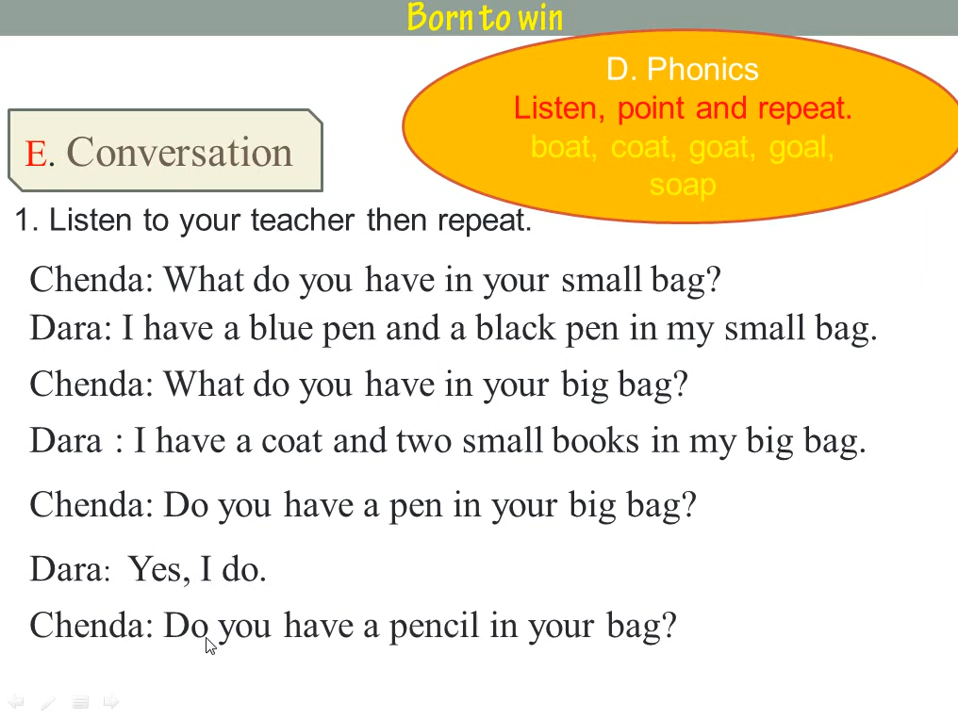 Born to win
D. Phonics
Listen, point and repeat.
boat, coat, goat, goal,
soap
E. Conversation
1. Listen to your teacher then repeat.
Chenda: What do you have in your small bag?
Dara: I have a blue pen and a black pen in my small bag.
Chenda: What do you have in your big bag?
Dara : I have a coat and two small books in my big bag.
Chenda: Do you have a pen in your big bag?
Dara: Yes, I do.
Chenda: Do you have a pencil in your bag?